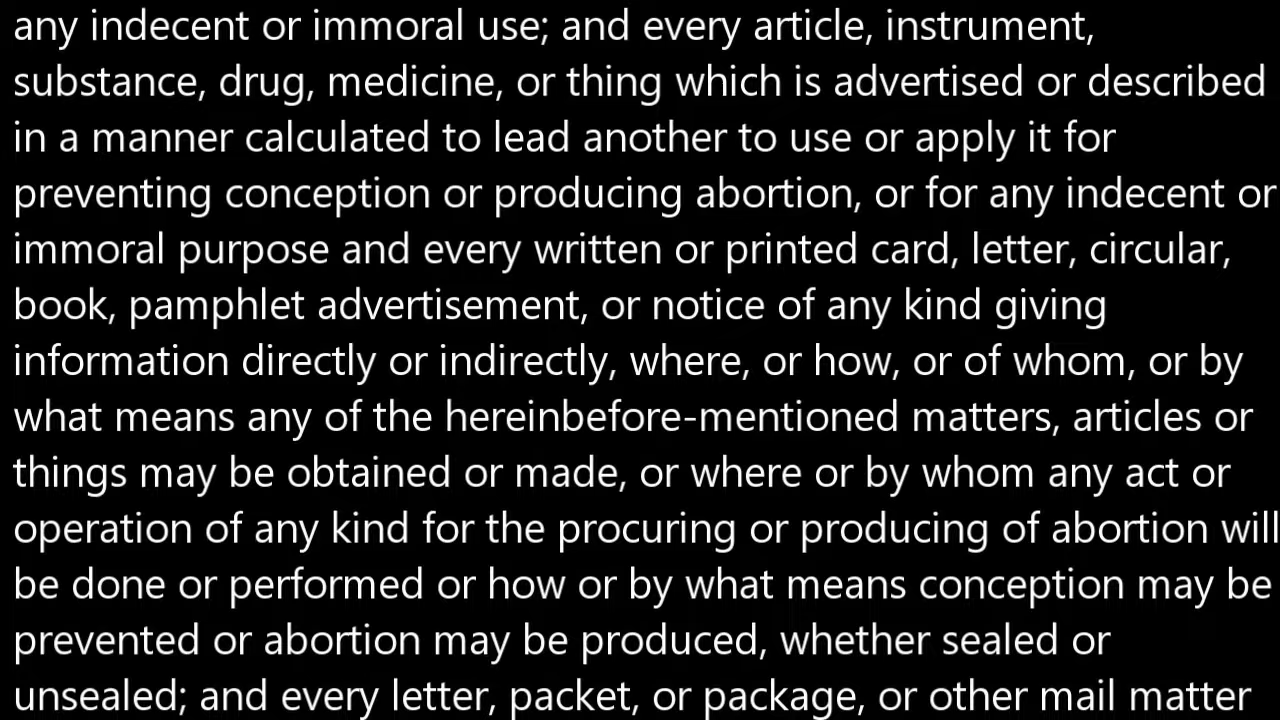 any indecent or immoral use; and every article, instrument,
substance, drug, medicine, or thing which is advertised or described
in a manner calculated to lead another to use or apply it for
preventing conception or producing abortion, or for any indecent or
immoral purpose and every written or printed card, letter, circular,
book, pamphlet advertisement, or notice of any kind giving
information directly or indirectly, where, or how, or of whom, or by
what means any of the hereinbefore-mentioned matters, articles or
things may be obtained or made, or where or by whom any act or
operation of any kind for the procuring or producing of abortion will
be done or performed or how or by what means conception may be
prevented or abortion may be produced, whether sealed or
unsealed; and every letter, packet, or package, or other mail matter